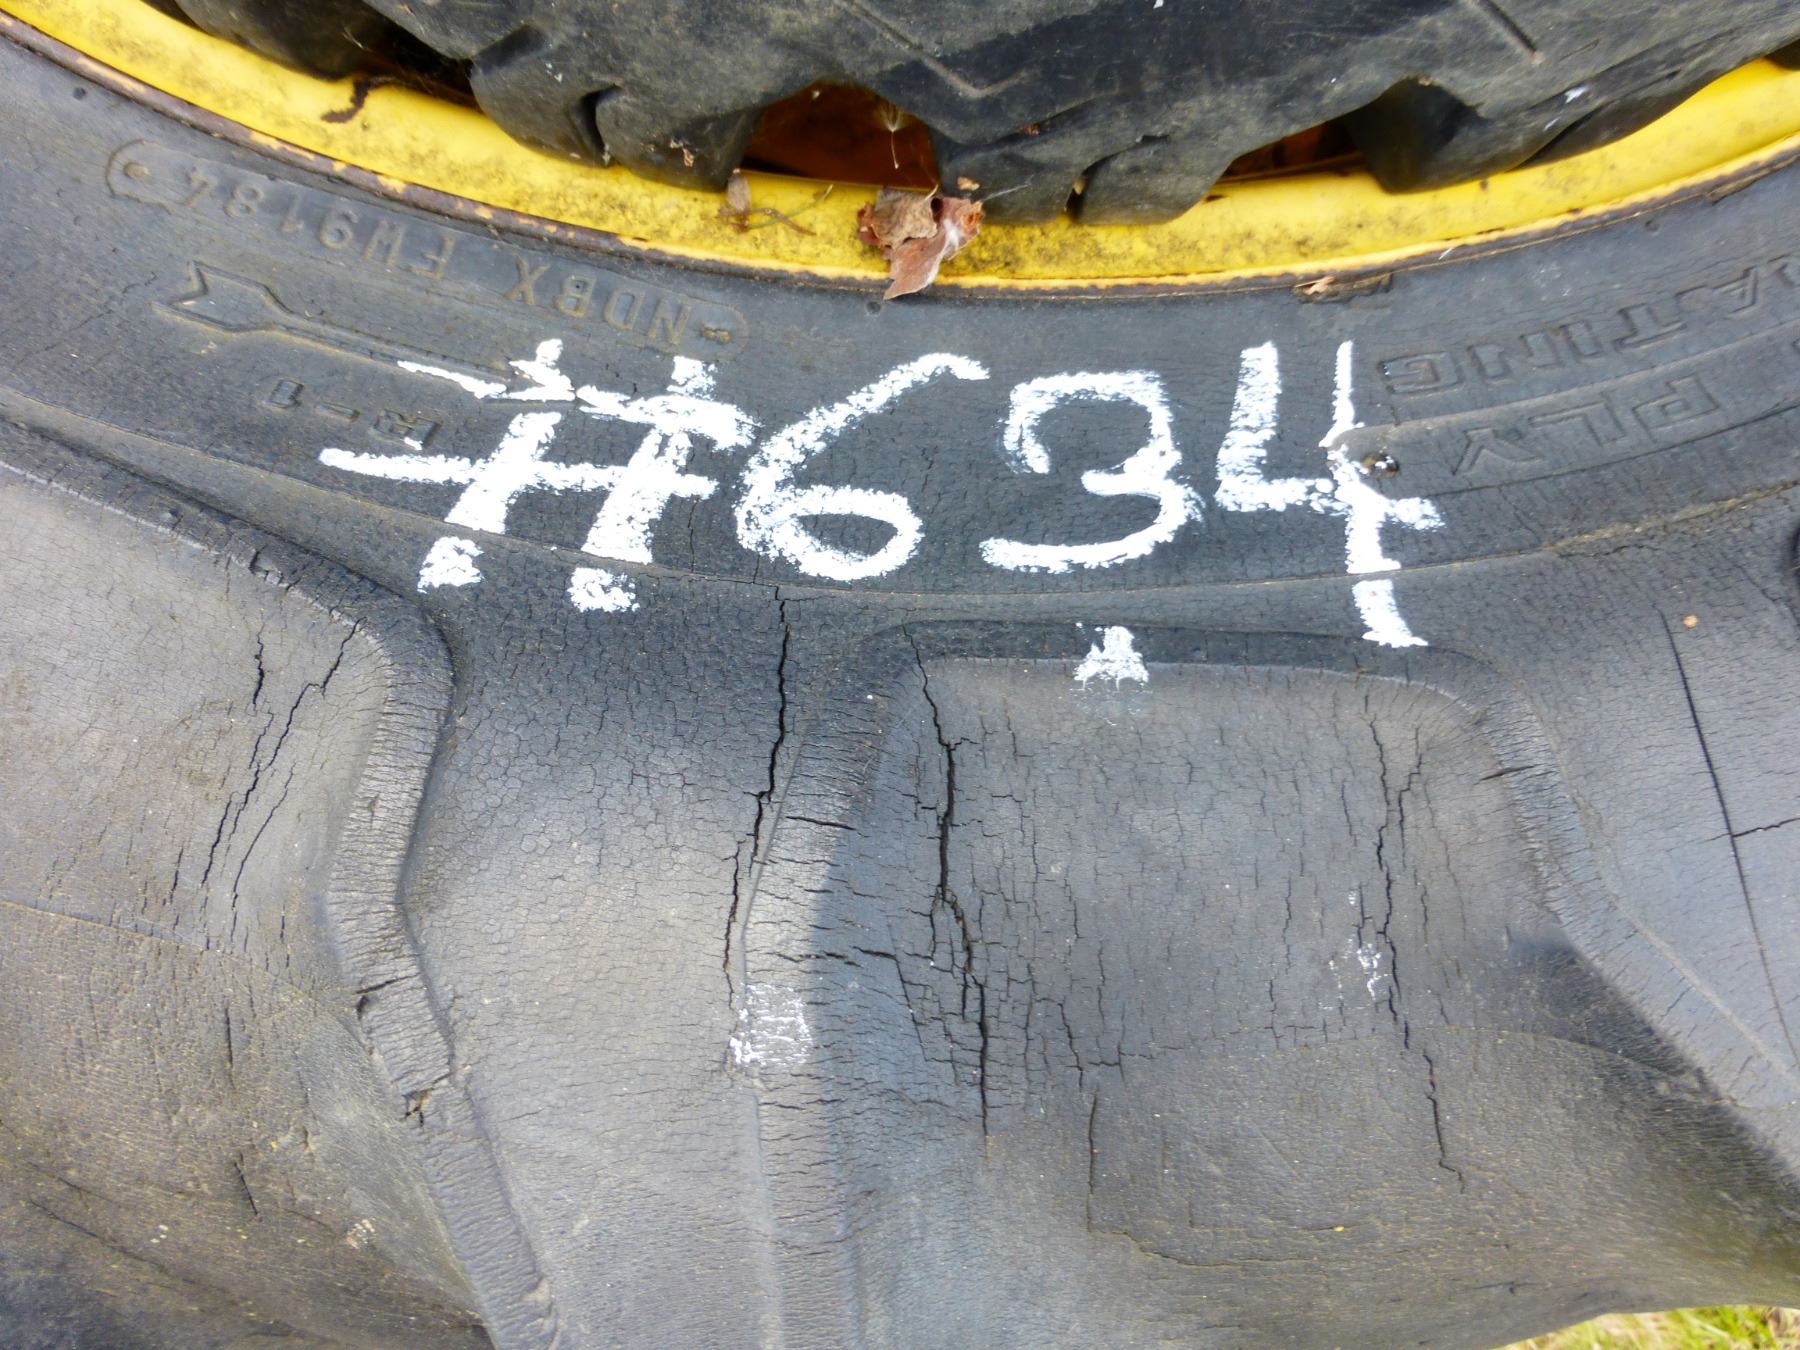 #634
NDBX FW9184
R-1
PLY
RATING